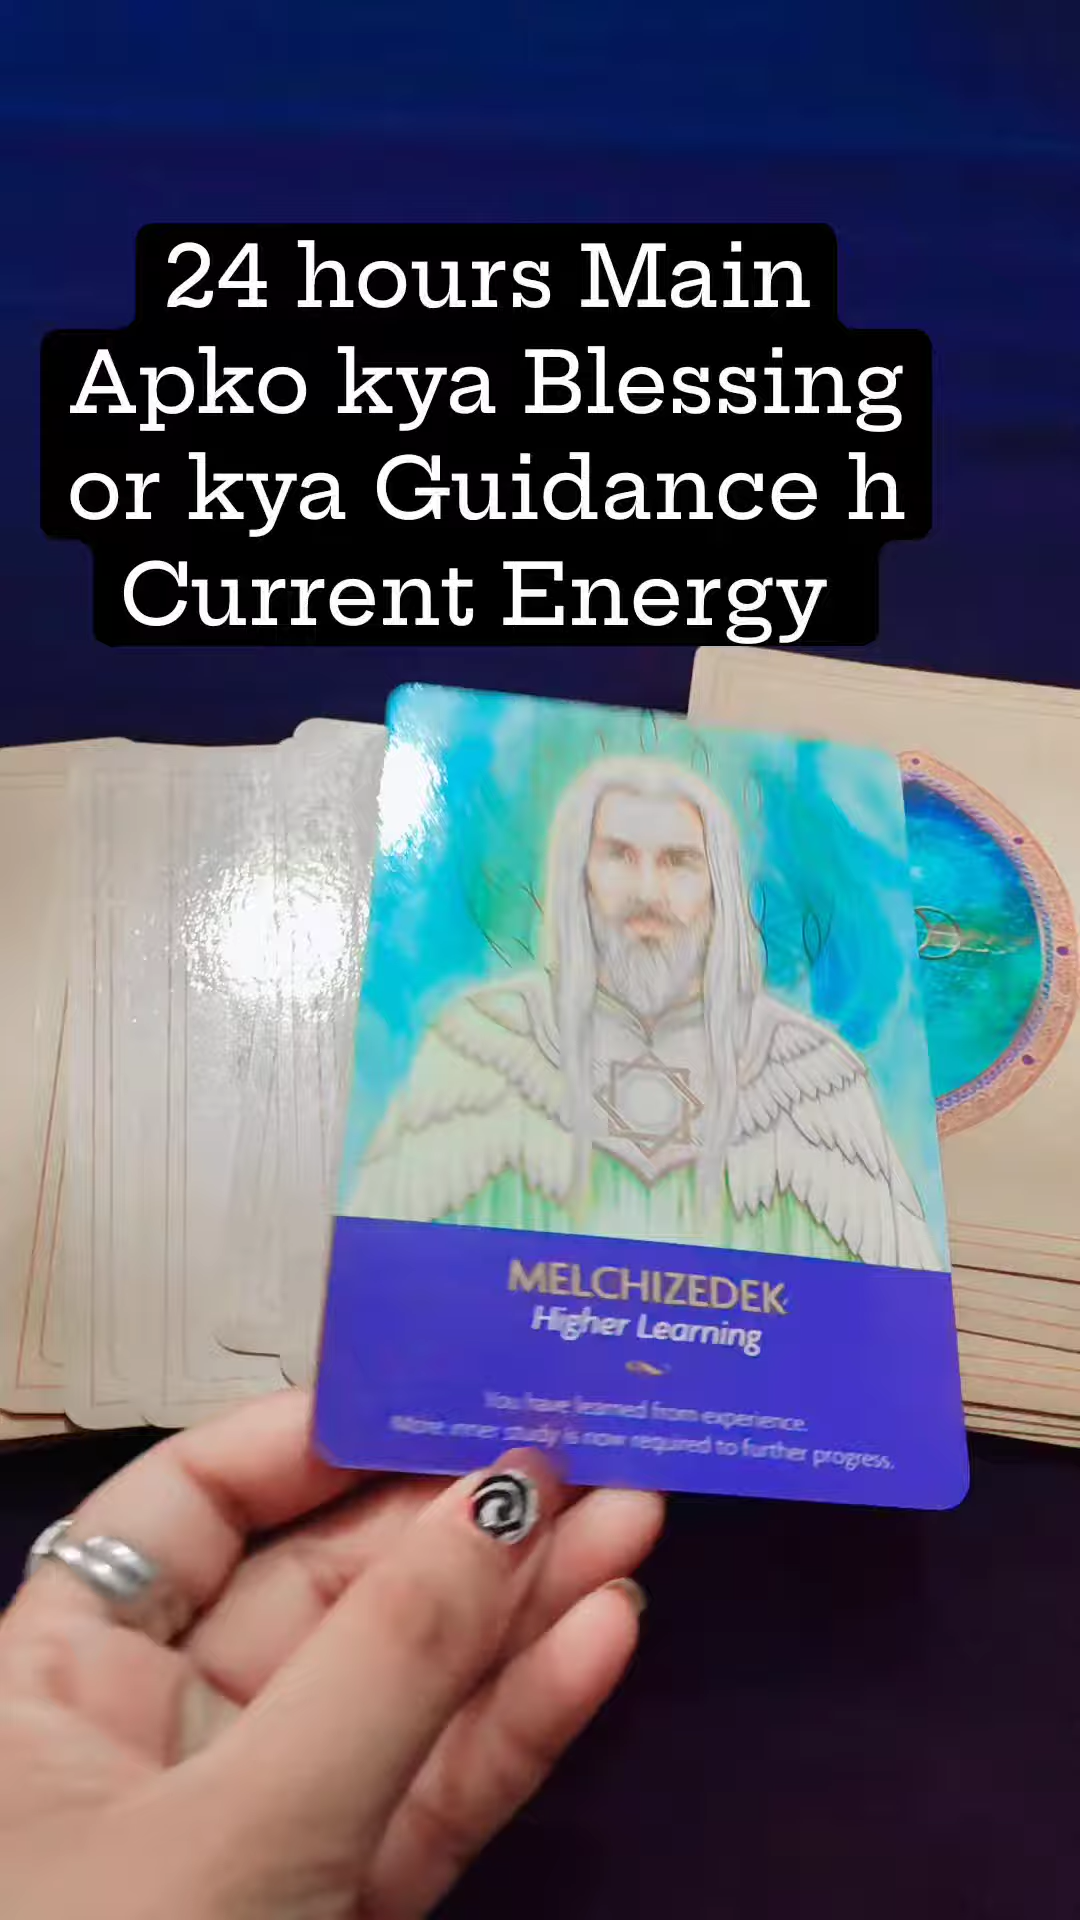 24 hours Main
Apko kya Blessing
or kya Guidance h
Current Energy
MELCHIZEDEK
Higher Learning
You have learned from experience.
More inner study is now required to further progress.